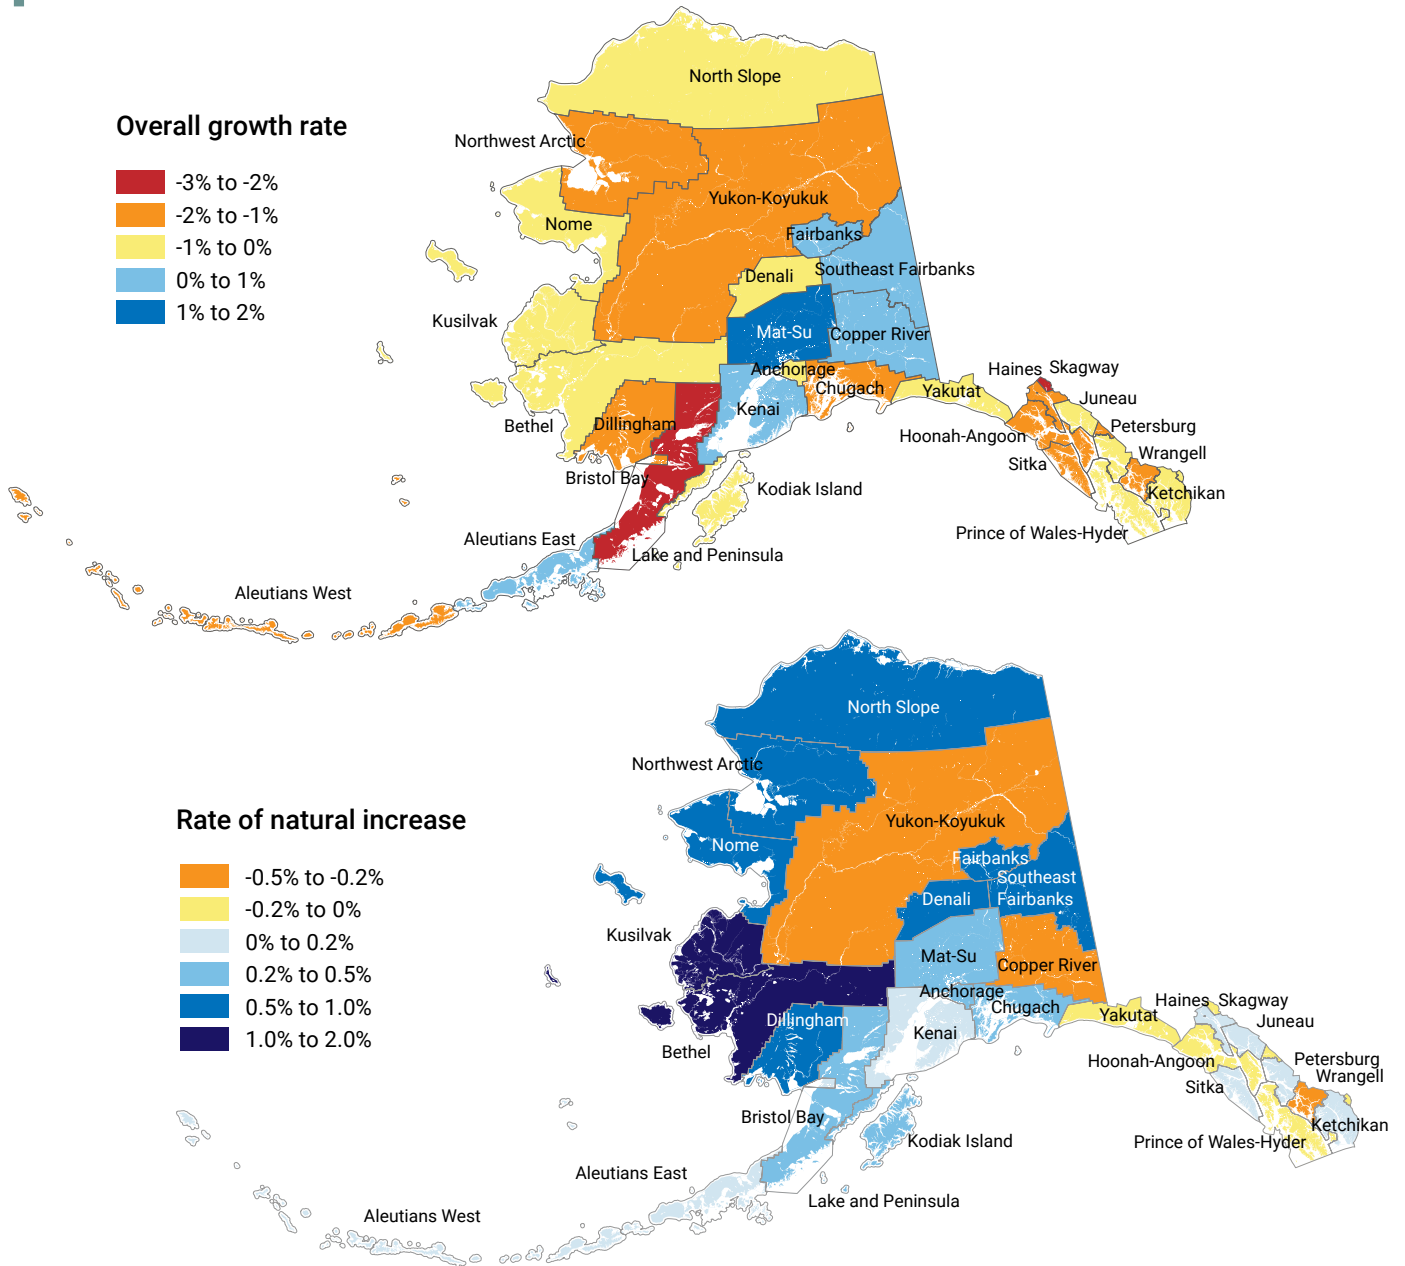 Overall growth rate
-3% to -2%
-2% to -1%
-1% to 0%
0% to 1%
1% to 2%
North Slope
Northwest Arctic
Yukon-Koyukuk
Nome
Fairbanks
Denali
Southeast Fairbanks
Kusilvak
Mat-Su
Copper River
Anchorage
Haines
Skagway
Chugach
Yakutat
Juneau
Kenai
Bethel
Dillingham
Petersburg
Hoonah-Angoon
Wrangell
Sitka
Bristol Bay
Kodiak Island
Ketchikan
Prince of Wales-Hyder
Aleutians East
Lake and Peninsula
Aleutians West
Rate of natural increase
-0.5% to -0.2%
-0.2% to 0%
0% to 0.2%
0.2% to 0.5%
0.5% to 1.0%
1.0% to 2.0%
North Slope
Northwest Arctic
Yukon-Koyukuk
Nome
Fairbanks
Southeast
Fairbanks
Denali
Kusilvak
Mat-Su
Copper River
Anchorage
Haines
Skagway
Chugach
Yakutat
Juneau
Dillingham
Kenai
Bethel
Hoonah-Angoon
Petersburg
Wrangell
Sitka
Bristol Bay
Ketchikan
Kodiak Island
Prince of Wales-Hyder
Aleutians East
Lake and Peninsula
Aleutians West